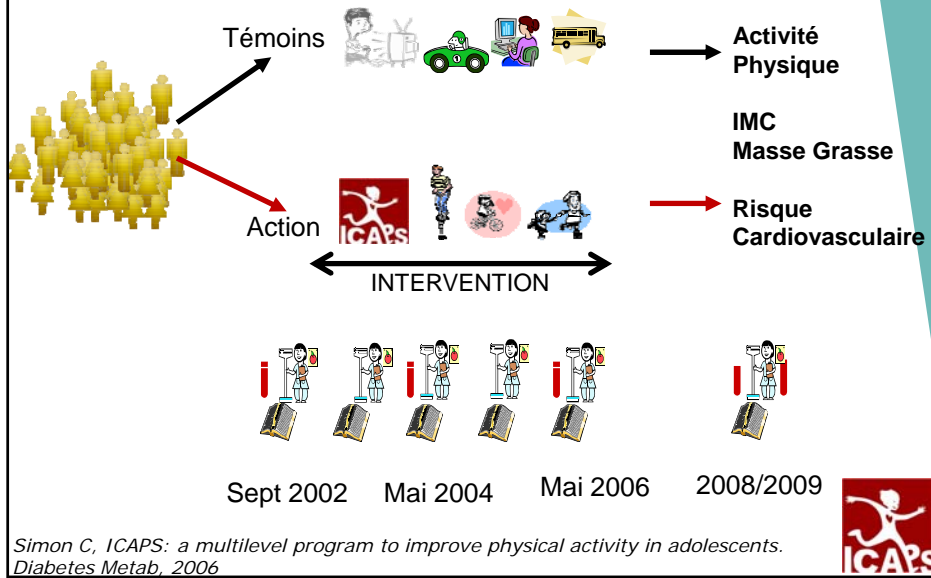 Témoins
1
Activité
Physique
IMC
Masse Grasse
Action
ICAPS
Risque
Cardiovasculaire
INTERVENTION
Sept 2002
Mai 2004
Mai 2006
2008/2009
Simon C, ICAPS: a multilevel program to improve physical activity in adolescents.
Diabetes Metab, 2006
ICAPS